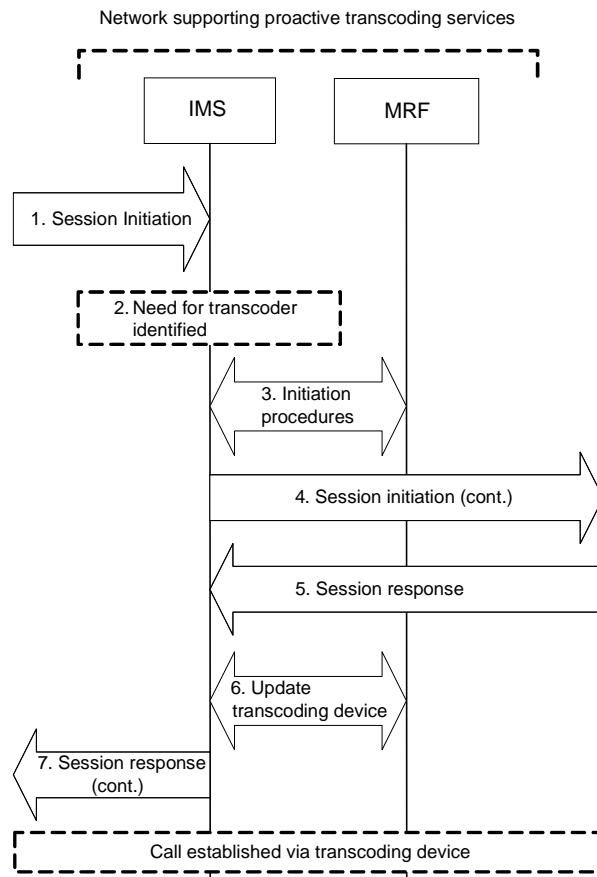 Network supporting proactive transcoding services
IMS
MRF
1. Session Initiation
2. Need for transcoder
identified
3. Initiation
procedures
4. Session initiation (cont.)
5. Session response
6. Update
transcoding device
7. Session response
(cont.)
Call established via transcoding device